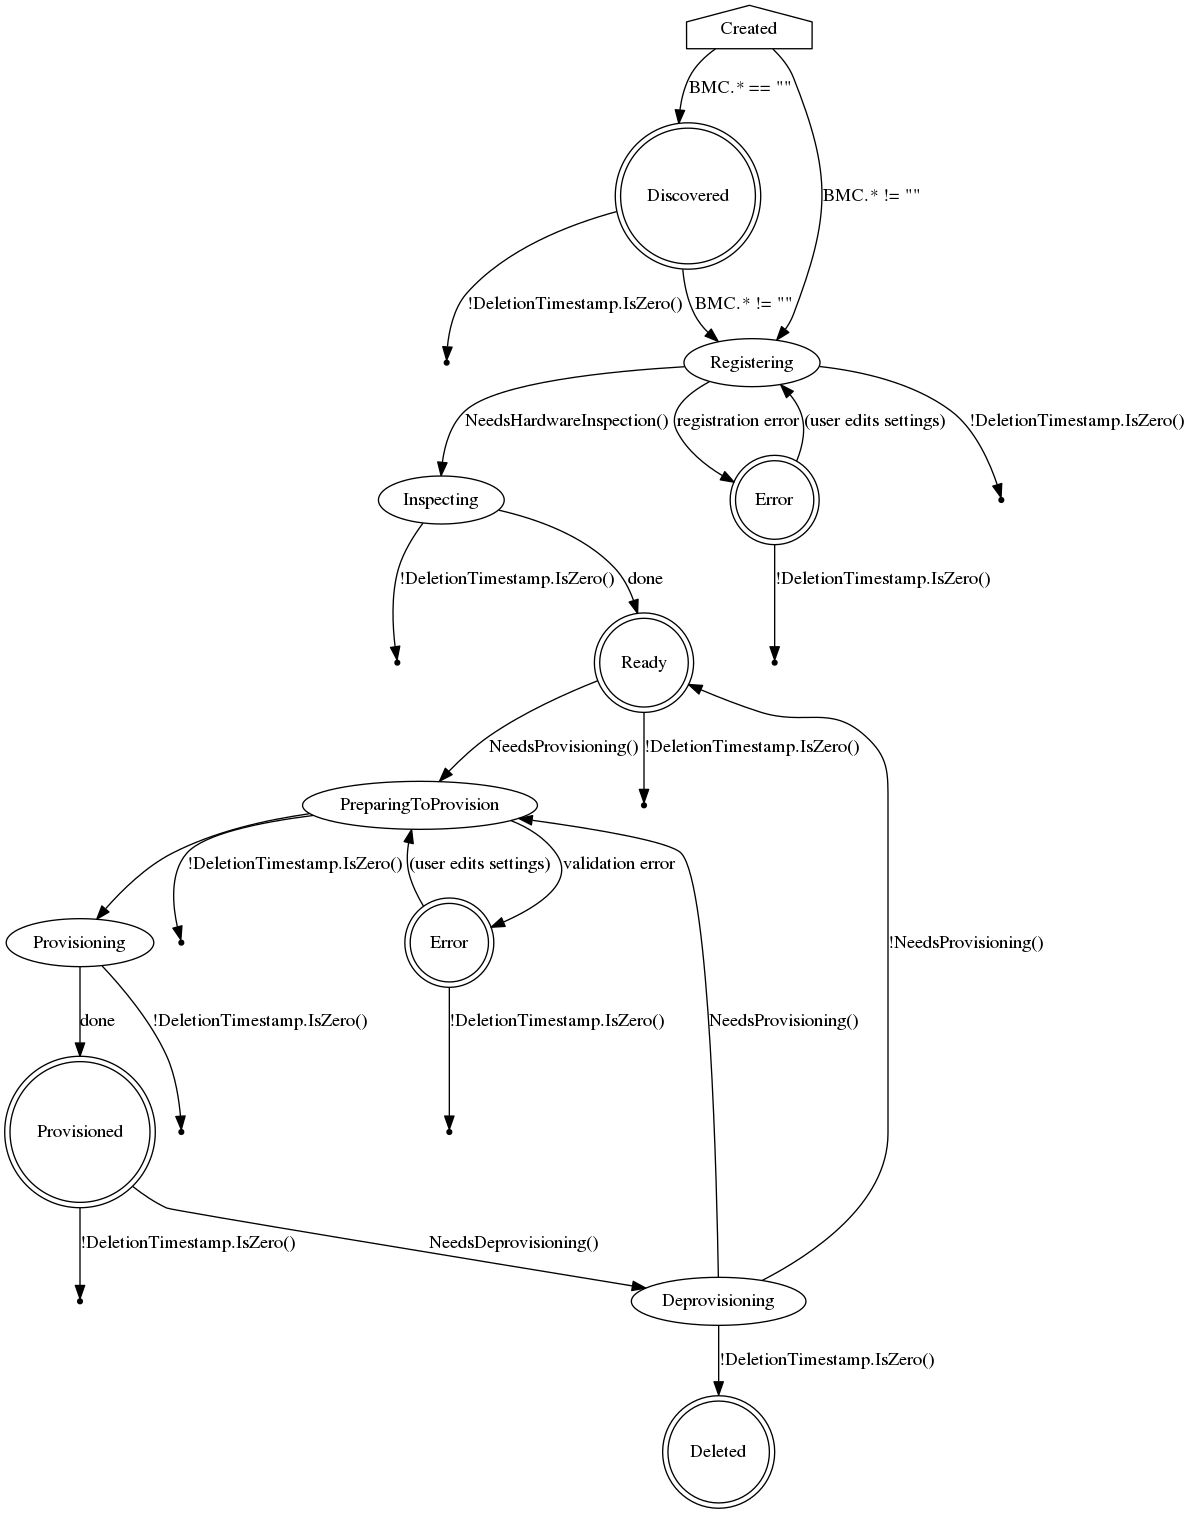 Created
BMC.* == ""
Discovered
BMC.* != ""
!DeletionTimestamp.IsZero()
BMC.* != ""
Registering
NeedsHardwareInspection()
registration error
(user edits settings)
!DeletionTimestamp.IsZero()
Inspecting
Error
!DeletionTimestamp.IsZero()
done
!DeletionTimestamp.IsZero()
Ready
NeedsProvisioning()
!DeletionTimestamp.IsZero()
PreparingToProvision
!DeletionTimestamp.IsZero()
(user edits settings)
validation error
Provisioning
Error
!NeedsProvisioning()
done
!DeletionTimestamp.IsZero()
!DeletionTimestamp.IsZero()
NeedsProvisioning()
Provisioned
!DeletionTimestamp.IsZero()
NeedsDeprovisioning()
Deprovisioning
!DeletionTimestamp.IsZero()
Deleted